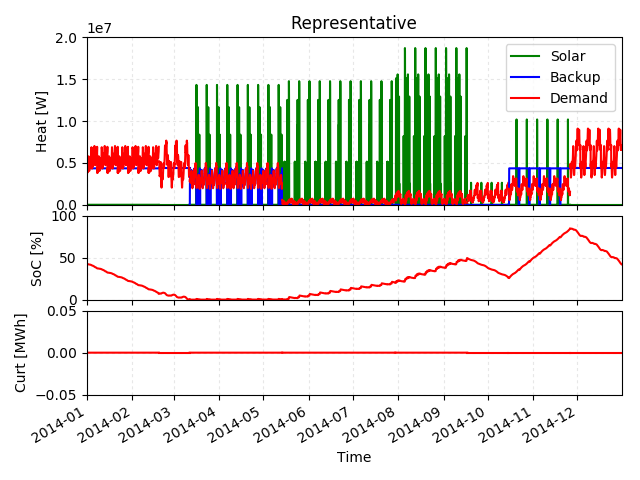 Representative
1e7
2.0
1.5
1.0
0.5
0.0
Heat [W]
Solar
Backup
Demand
100
50
0
SoC [%]
0.05
0.00
−0.05
Curt [MWh]
2014-01
2014-02
2014-03
2014-04
2014-05
2014-06
2014-07
2014-08
2014-09
2014-10
2014-11
2014-12
Time